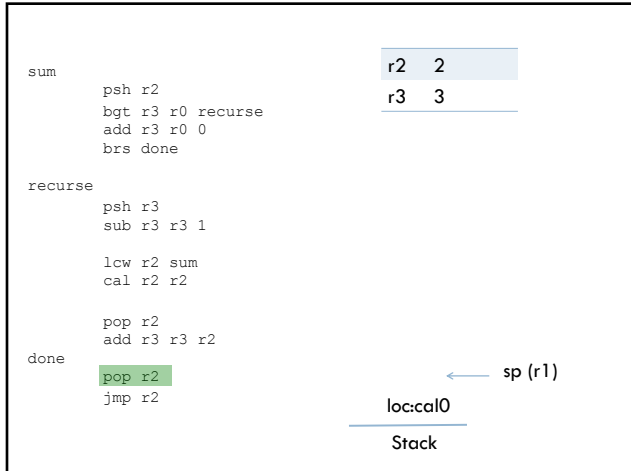 sum
psh r2
bgt r3 r0 recurse
add r3 r0 0
brs done
recurse
psh r3
sub r3 r3 1
lcw r2 sum
cal r2 r2
pop r2
add r3 r3 r2
done
pop r2
jmp r2
r2 2
r3 3
sp (r1)
loc:cal0
Stack